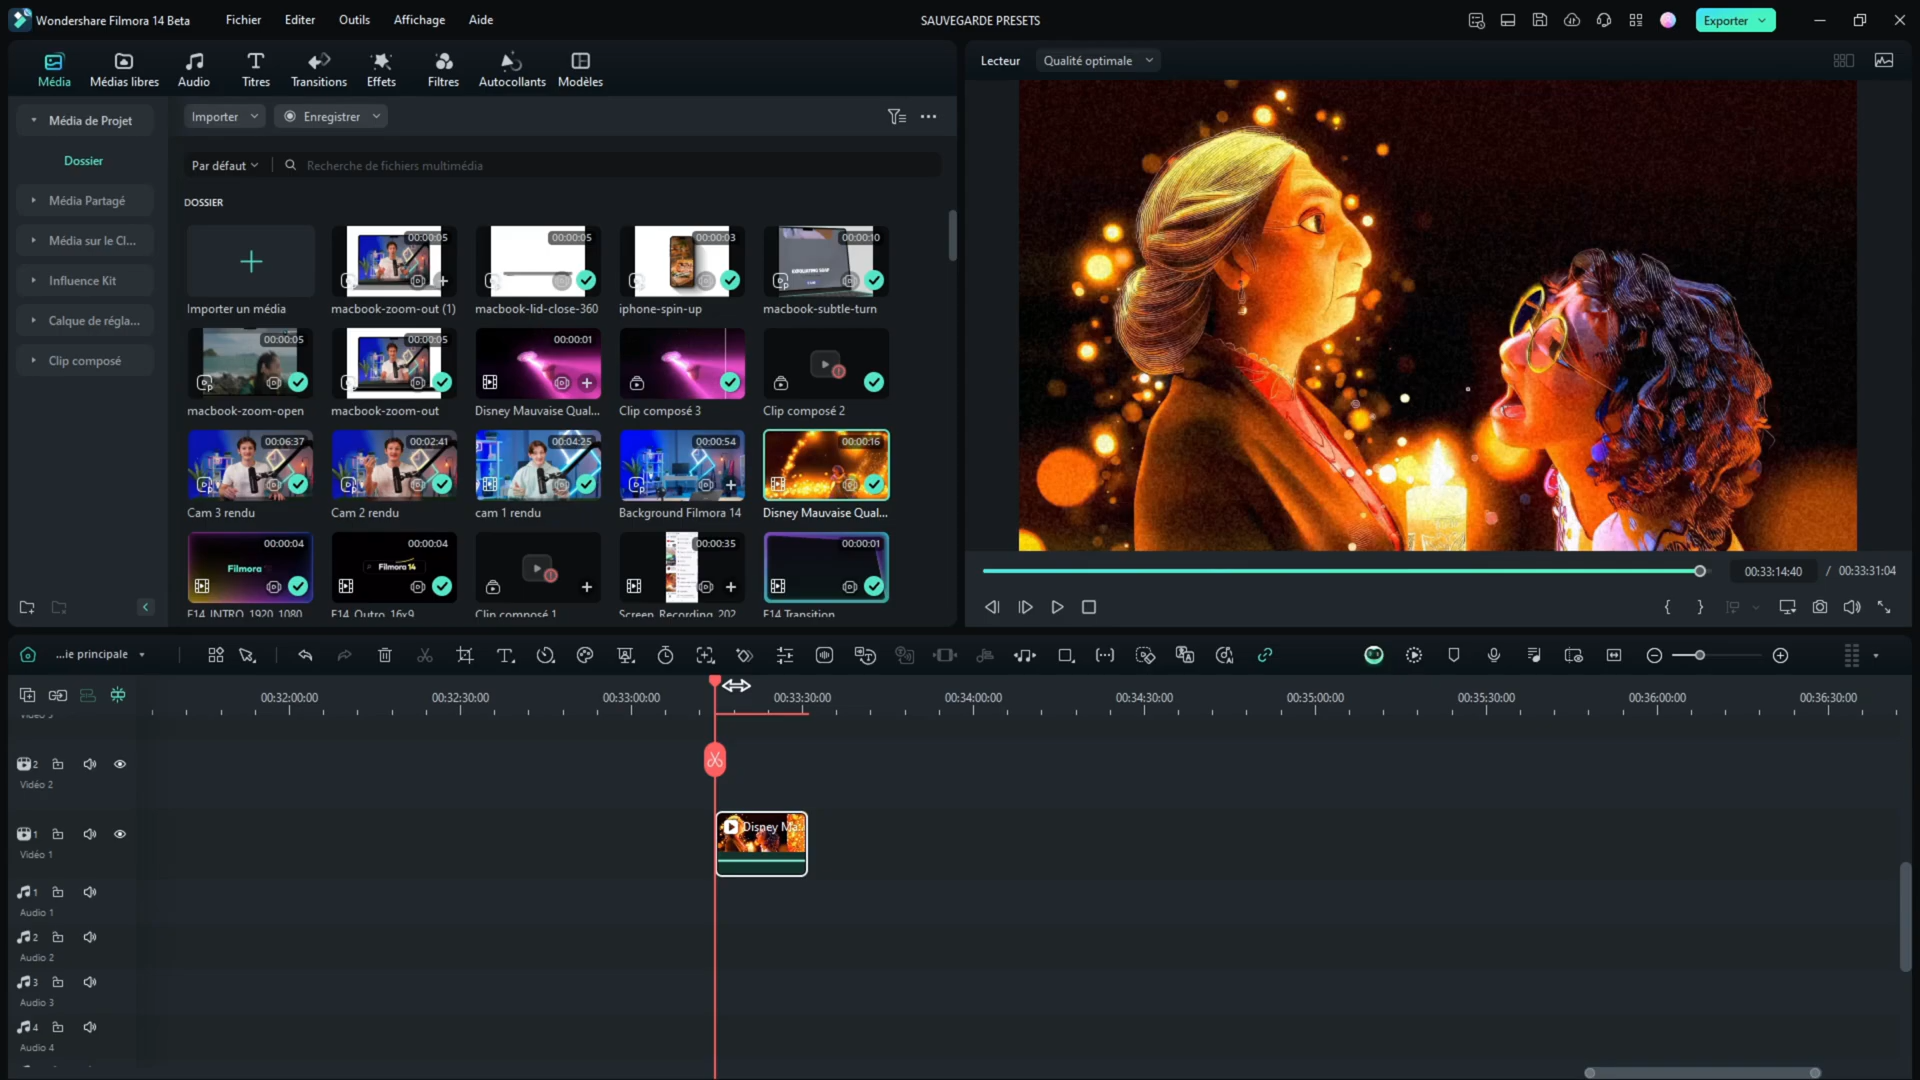 Wondershare Filmora 14 Beta
Fichier
Editer
Outils
Affichage
Aide
SAUVEGARDE PRESETS
Exporter
Média
Médias libres
Audio
Titres
Transitions
Effets
Filtres
Autocollants
Modèles
Lecteur
Qualité optimale
Média de Projet
Dossier
Média Partagé
Média sur le Cl...
Influence Kit
Calque de régla...
Clip composé
Importer
Enregistrer
Par défaut
Recherche de fichiers multimédia
DOSSIER
00:00:05
00:00:05
00:00:03
00:00:10
Importer un média
macbook-zoom-out (1)
macbook-lid-close-360
iphone-spin-up
macbook-subtle-turn
00:00:05
00:00:05
00:00:01
macbook-zoom-open
macbook-zoom-out
Disney Mauvaise Qual...
Clip composé 3
Clip composé 2
00:06:37
00:02:41
00:04:25
00:00:54
00:00:16
Cam 3 rendu
Cam 2 rendu
cam 1 rendu
Background Filmora 14
Disney Mauvaise Qual...
00:00:04
00:00:04
00:00:35
00:00:01
Filmora
Filmora 14
F14_INTRO_1920_1080
F14_Outro_16x9
Clip composé 1
Screen_Recording_202
F14 Transition
00:33:14:40 / 00:33:31:04
...ie principale
00:32:00:00
00:32:30:00
00:33:00:00
00:33:30:00
00:34:00:00
00:34:30:00
00:35:00:00
00:35:30:00
00:36:00:00
00:36:30:00
2
Vidéo 2
1
Vidéo 1
Disney Ma
1
Audio 1
2
Audio 2
3
Audio 3
4
Audio 4